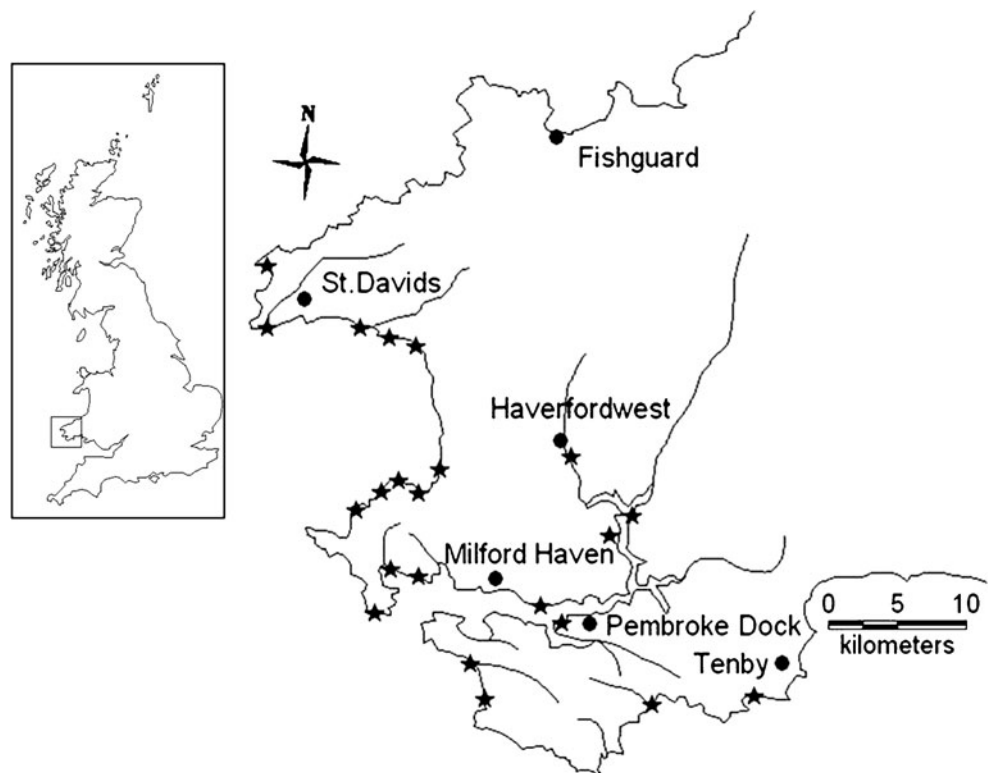 N
Fishguard
St.Davids
Haverfordwest
Milford Haven
Pembroke Dock
Tenby
0 5 10
kilometers